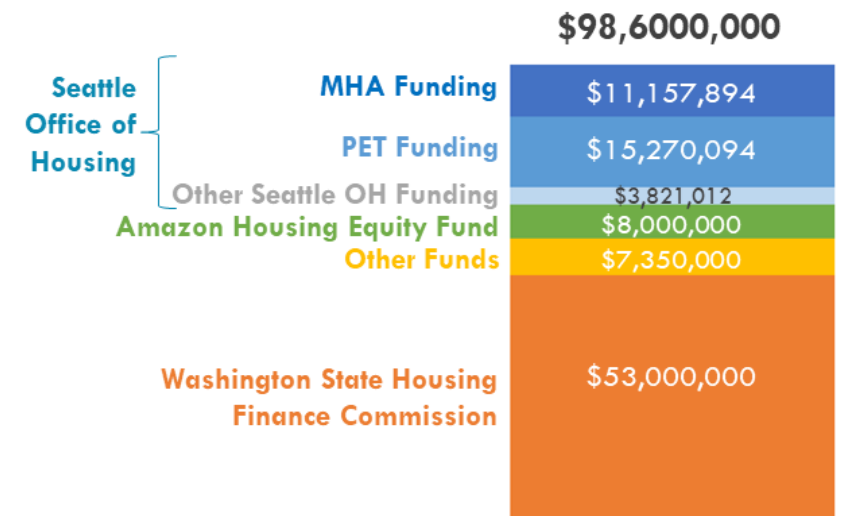 $98,6000,000
Seattle
Office of
Housing
MHA Funding
$11,157,894
PET Funding
$15,270,094
Other Seattle OH Funding
$3,821,012
Amazon Housing Equity Fund
$8,000,000
Other Funds
$7,350,000
Washington State Housing
Finance Commission
$53,000,000